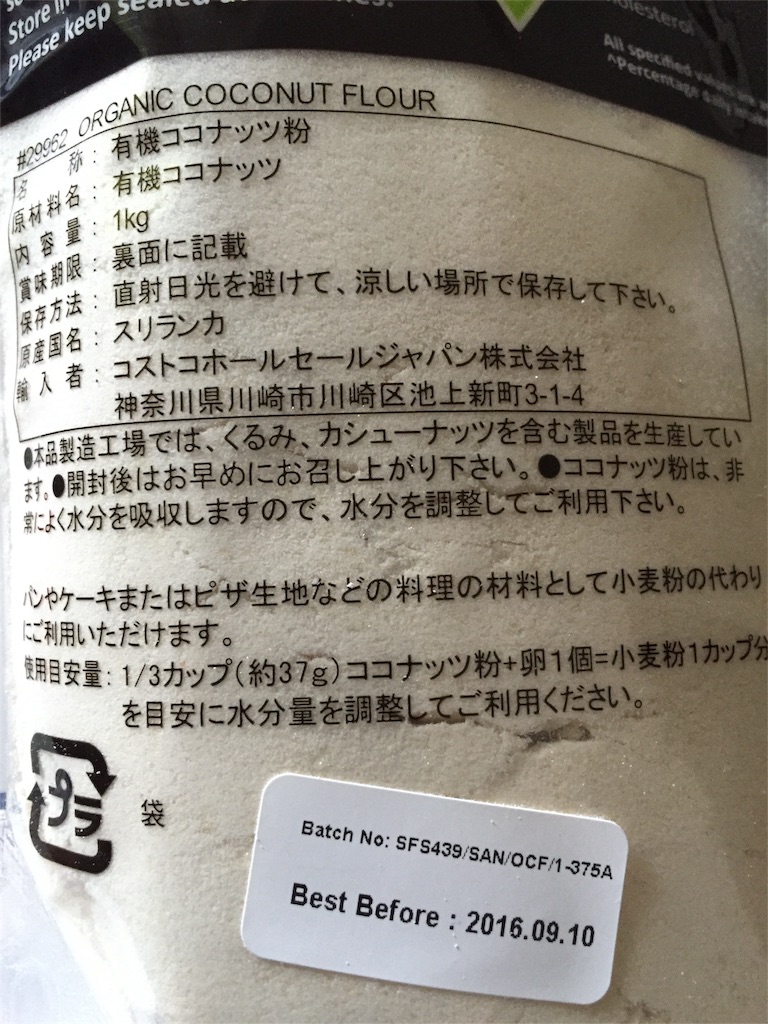 Store in
Please keep sealed
cholesterol
All specified values are
^Percentage daily
#29962 ORGANIC COCONUT FLOUR
名称：有機ココナッツ粉
原材料名：有機ココナッツ
内容量：1kg
賞味期限：裏面に記載
保存方法：直射日光を避けて、涼しい場所で保存して下さい。
原産国名：スリランカ
輸入者：コストコホールセールジャパン株式会社
神奈川県川崎市川崎区池上新町3-1-4
●本品製造工場では、くるみ、カシューナッツを含む製品を生産してい
ます。●開封後はお早めにお召し上がり下さい。●ココナッツ粉は、非
常によく水分を吸収しますので、水分を調整してご利用下さい。
パンやケーキまたはピザ生地などの料理の材料として小麦粉の代わり
にご利用いただけます。
使用目安量：1/3カップ(約37g)ココナッツ粉+卵1個=小麦粉1カップ分
を目安に水分量を調整してご利用ください。
プラ 袋
Batch No: SFS439/SAN/OCF/1-375A
Best Before : 2016.09.10